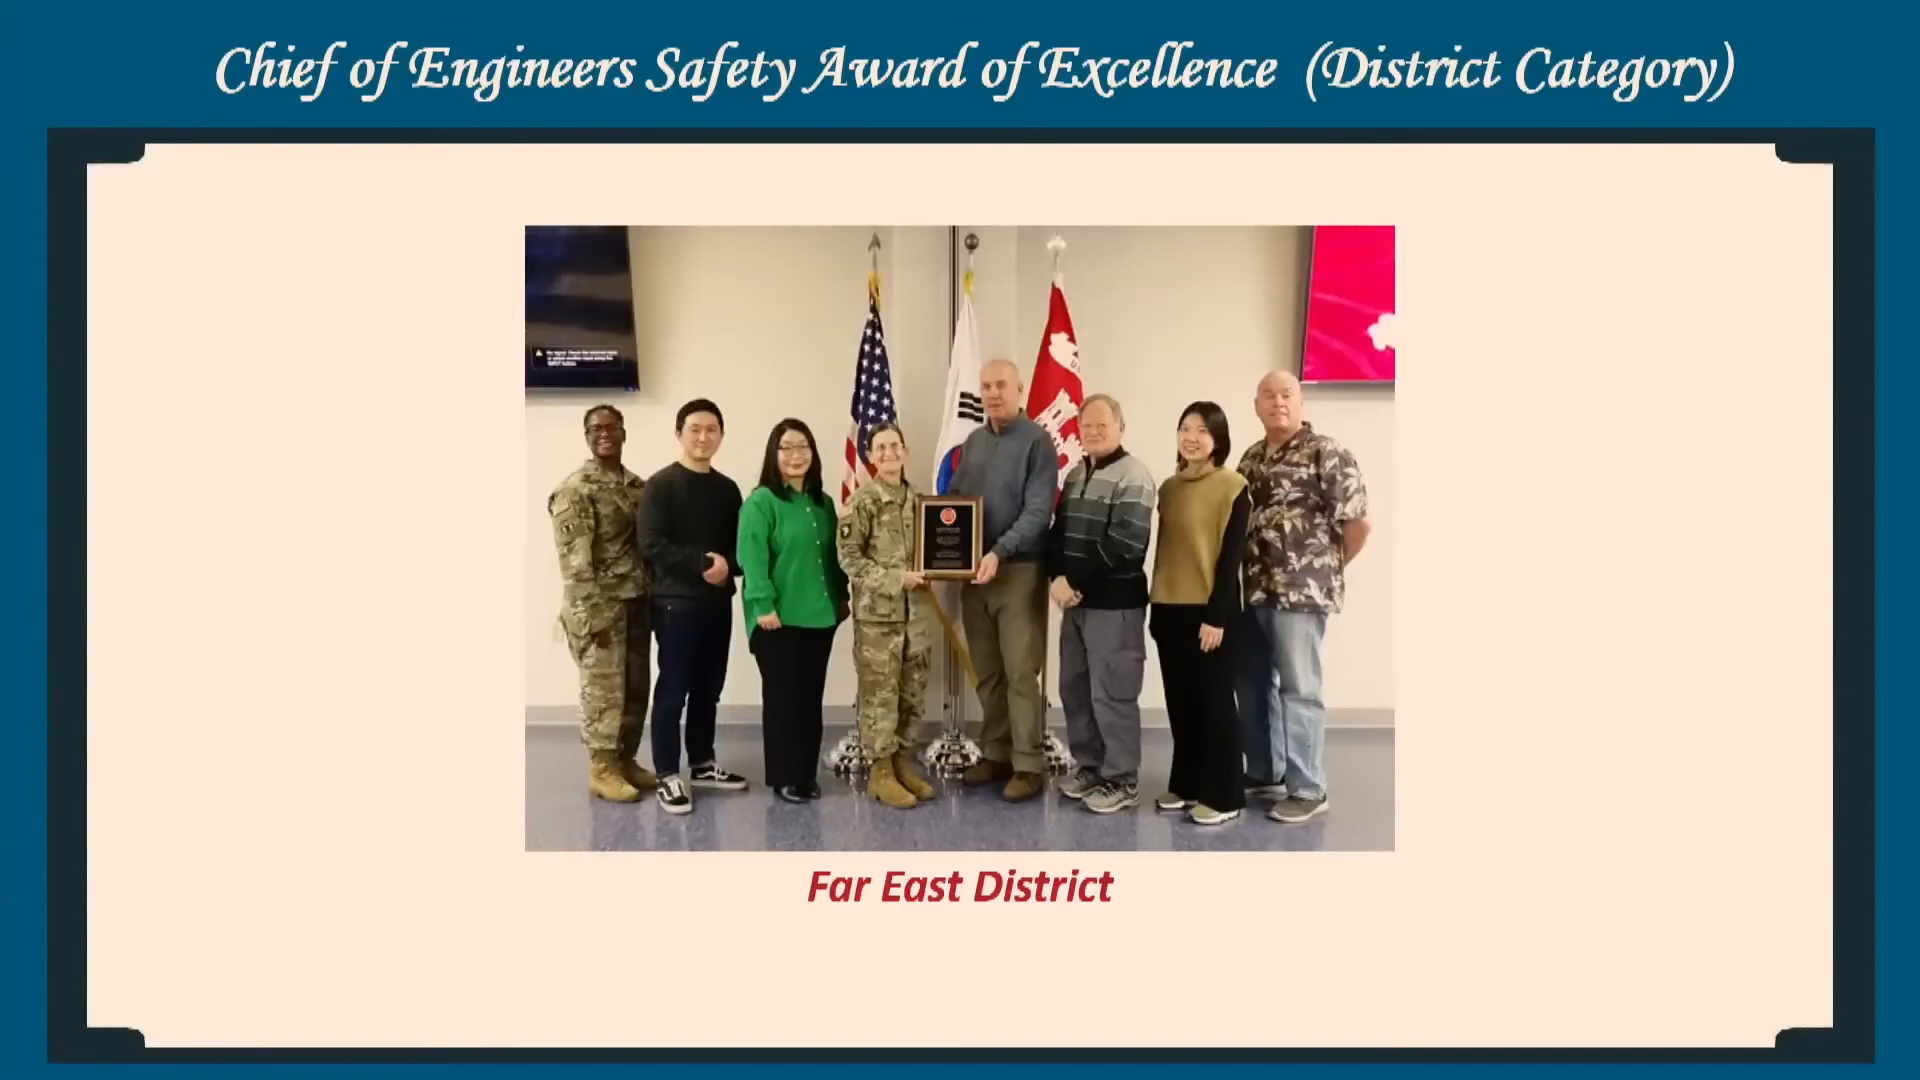 Chief of Engineers Safety Award of Excellence (District Category)
Far East District